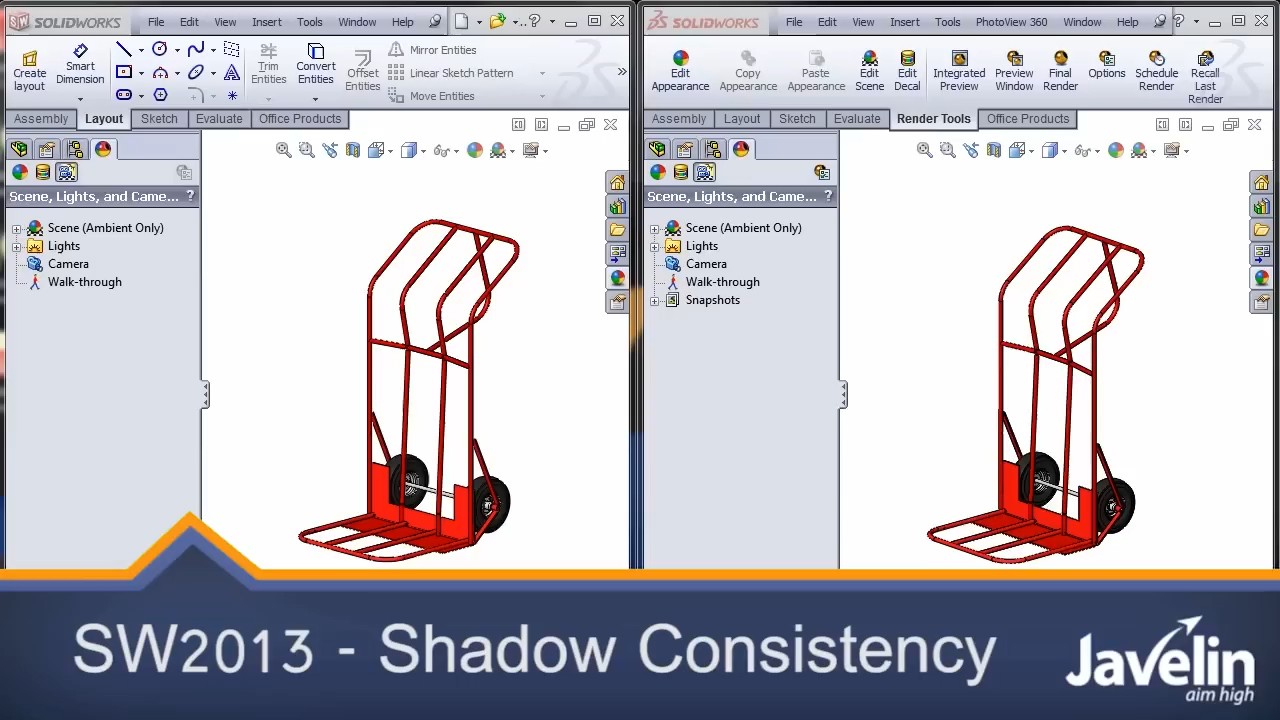 SW SOLIDWORKS File Edit View Insert Tools Window Help ?
Create layout
Smart Dimension
Trim Entities
Convert Entities
Offset Entities
Mirror Entities
Linear Sketch Pattern
Move Entities
Assembly Layout Sketch Evaluate Office Products
Scene, Lights, and Came... ?
Scene (Ambient Only)
Lights
Camera
Walk-through
SOLIDWORKS File Edit View Insert Tools PhotoView 360 Window Help ?
Edit Appearance
Copy Appearance
Paste Appearance
Edit Scene
Edit Decal
Integrated Preview
Preview Window
Final Render
Options
Schedule Render
Recall Last Render
Assembly Layout Sketch Evaluate Render Tools Office Products
Scene, Lights, and Came... ?
Scene (Ambient Only)
Lights
Camera
Walk-through
Snapshots
SW2013 - Shadow Consistency
Javelin
aim high